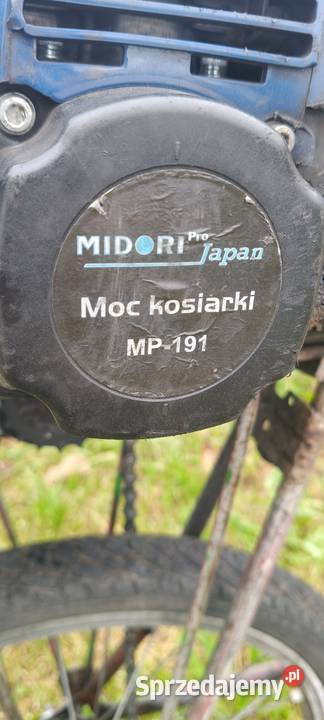 MIDORI Pro Japan
Moc kosiarki
MP-191
Sprzedajemy.pl